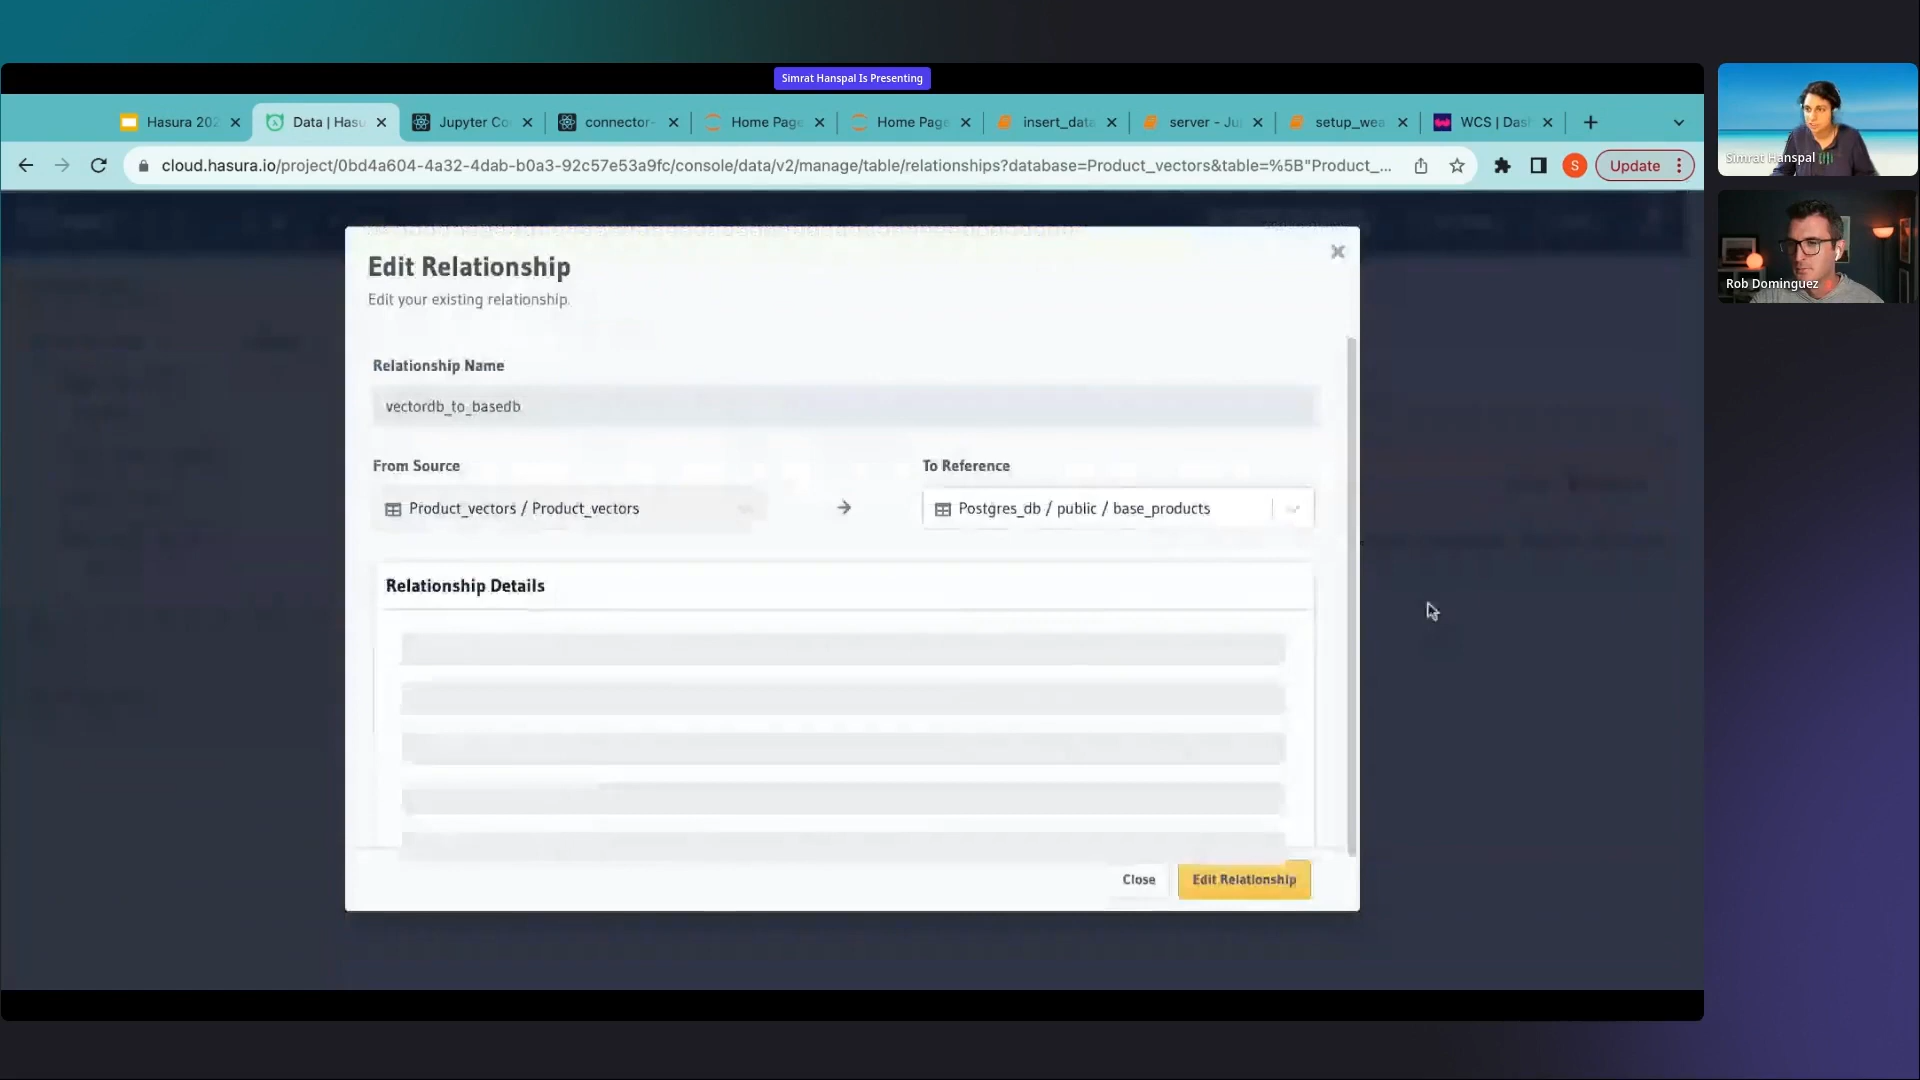 Simrat Hanspal Is Presenting
Hasura 202
Data | Hasu
Jupyter Co
connector-
Home Page
Home Page
insert_data
server - Ju
setup_wea
WCS | Dash
cloud.hasura.io/project/0bd4a604-4a32-4dab-b0a3-92c57e53a9fc/console/data/v2/manage/table/relationships?database=Product_vectors&table=%5B"Product_...
S
Update
Edit Relationship
Edit your existing relationship.
Relationship Name
vectordb_to_basedb
From Source
To Reference
Product_vectors / Product_vectors
Postgres_db / public / base_products
Relationship Details
Close
Edit Relationship
Simrat Hanspal
Rob Dominguez